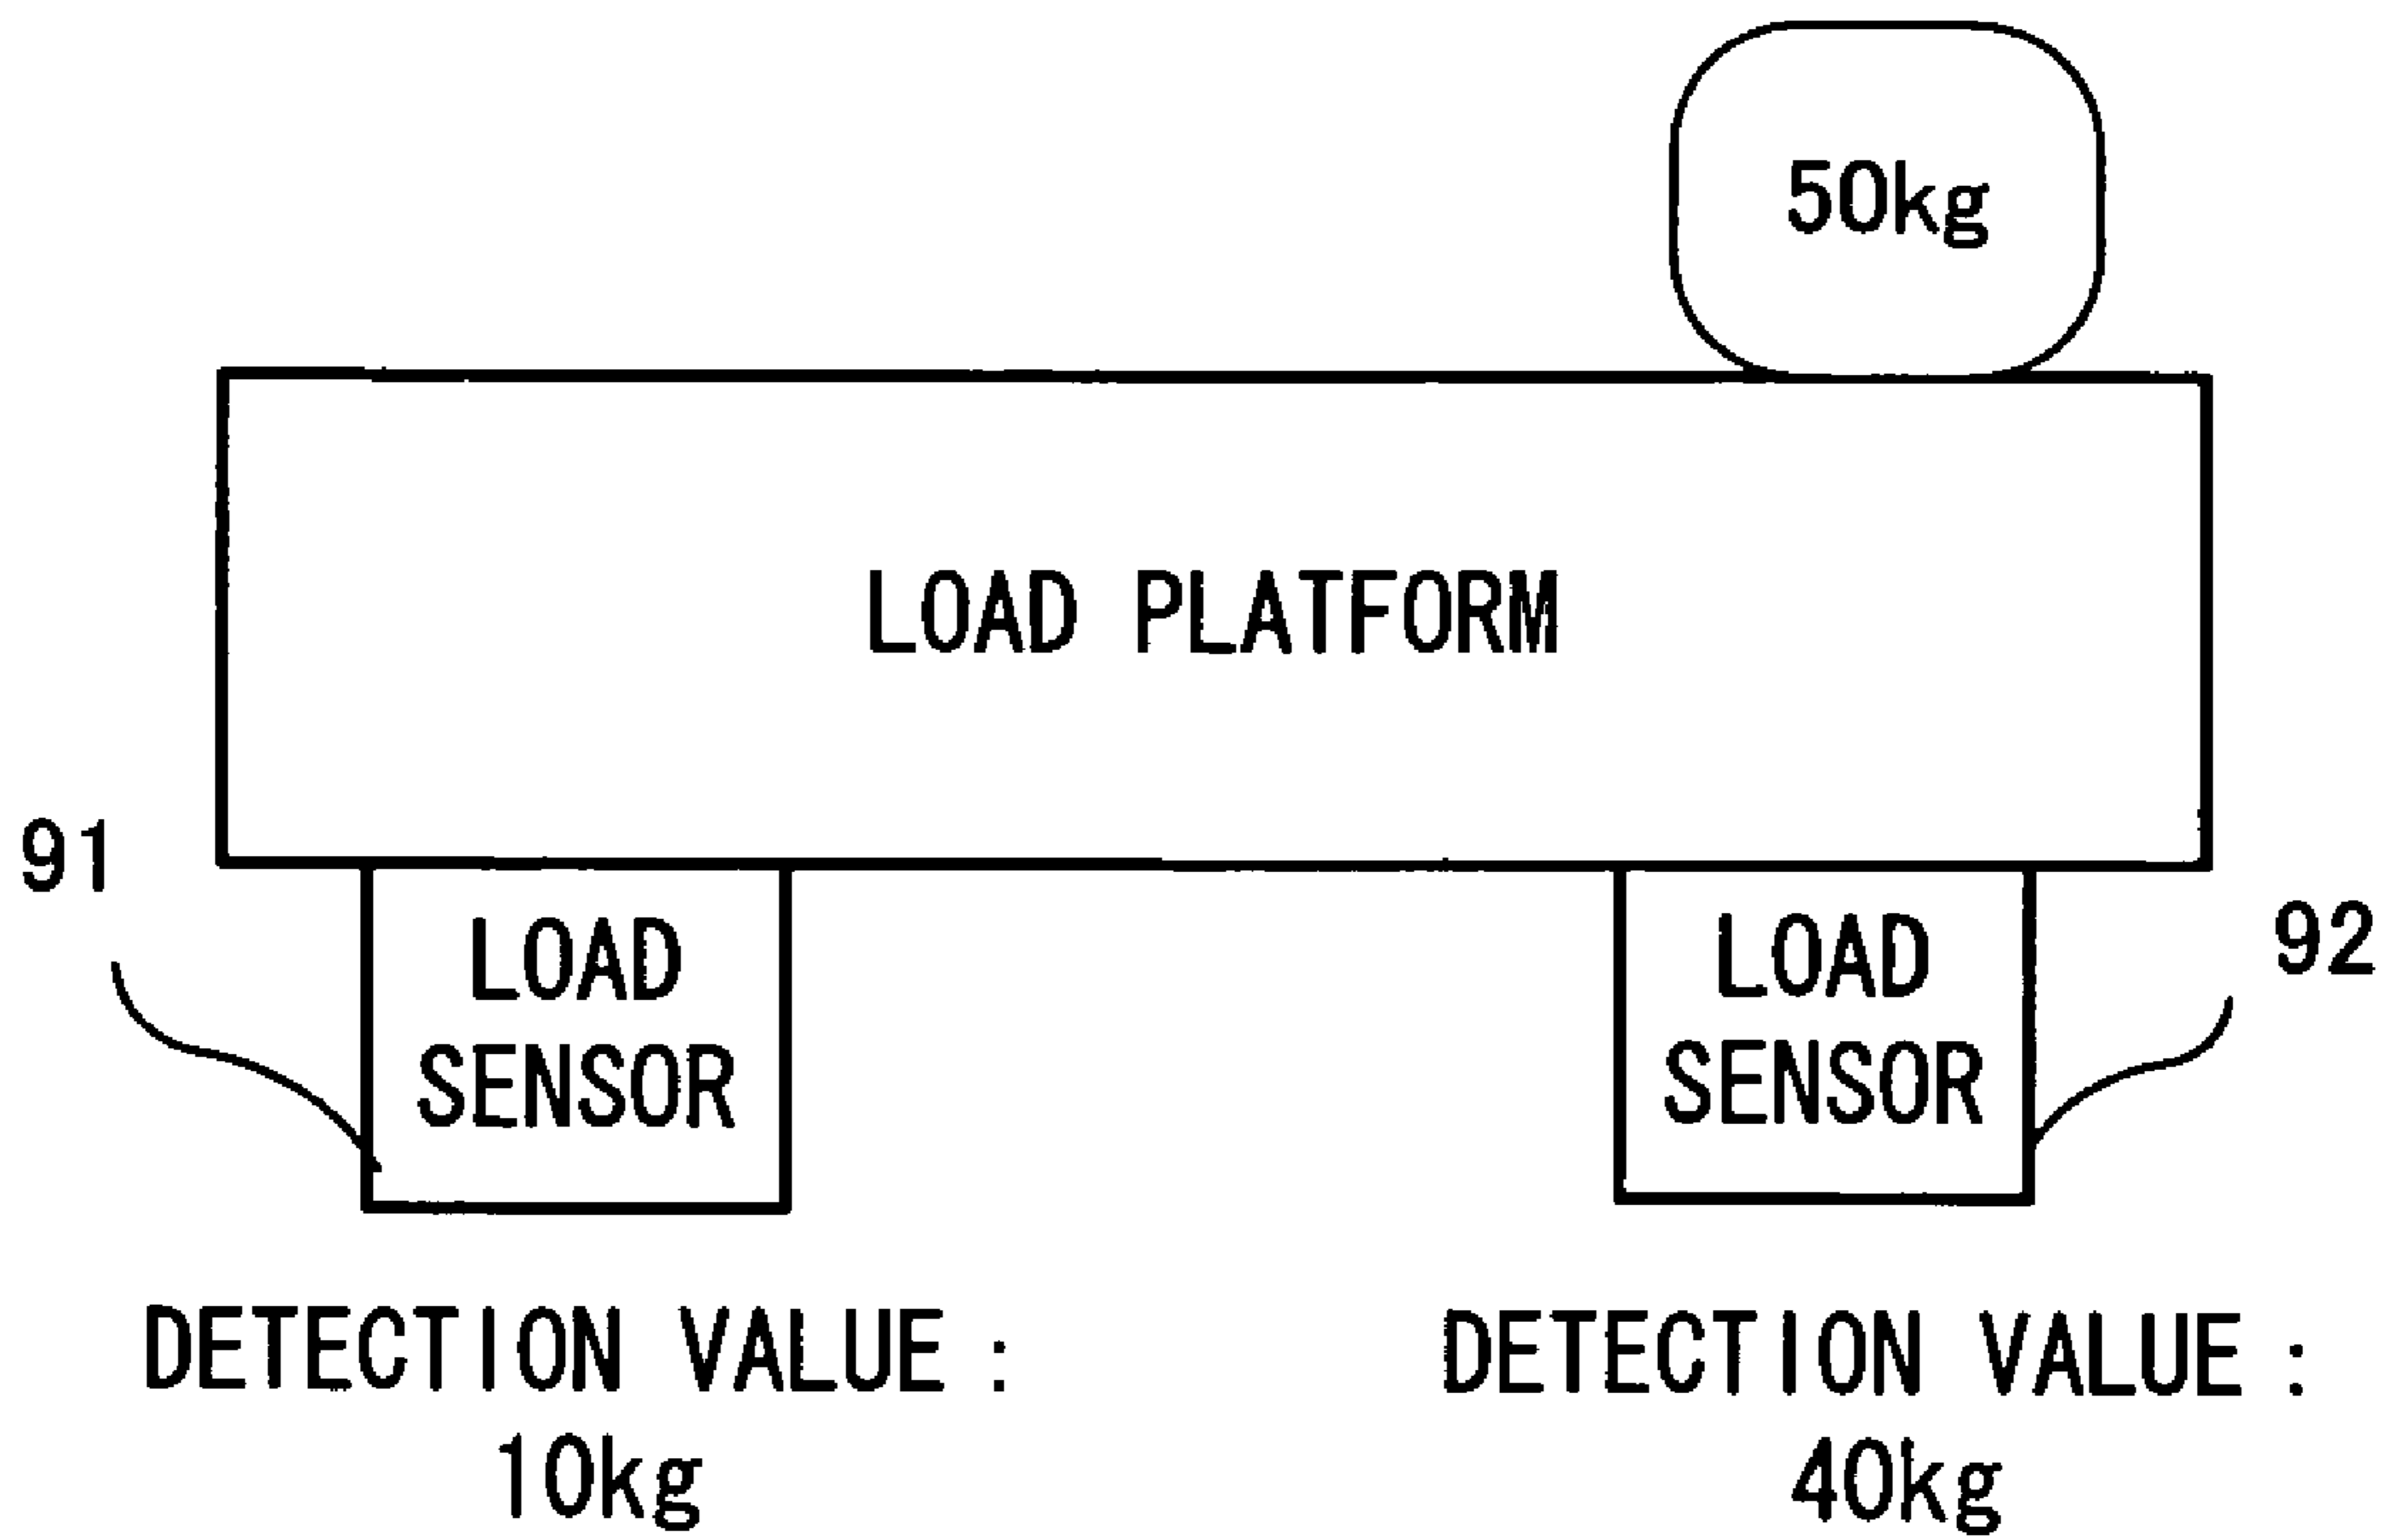 50kg
LOAD PLATFORM
91
LOAD
SENSOR
LOAD
SENSOR
92
DETECTION VALUE :
10kg
DETECTION VALUE :
40kg